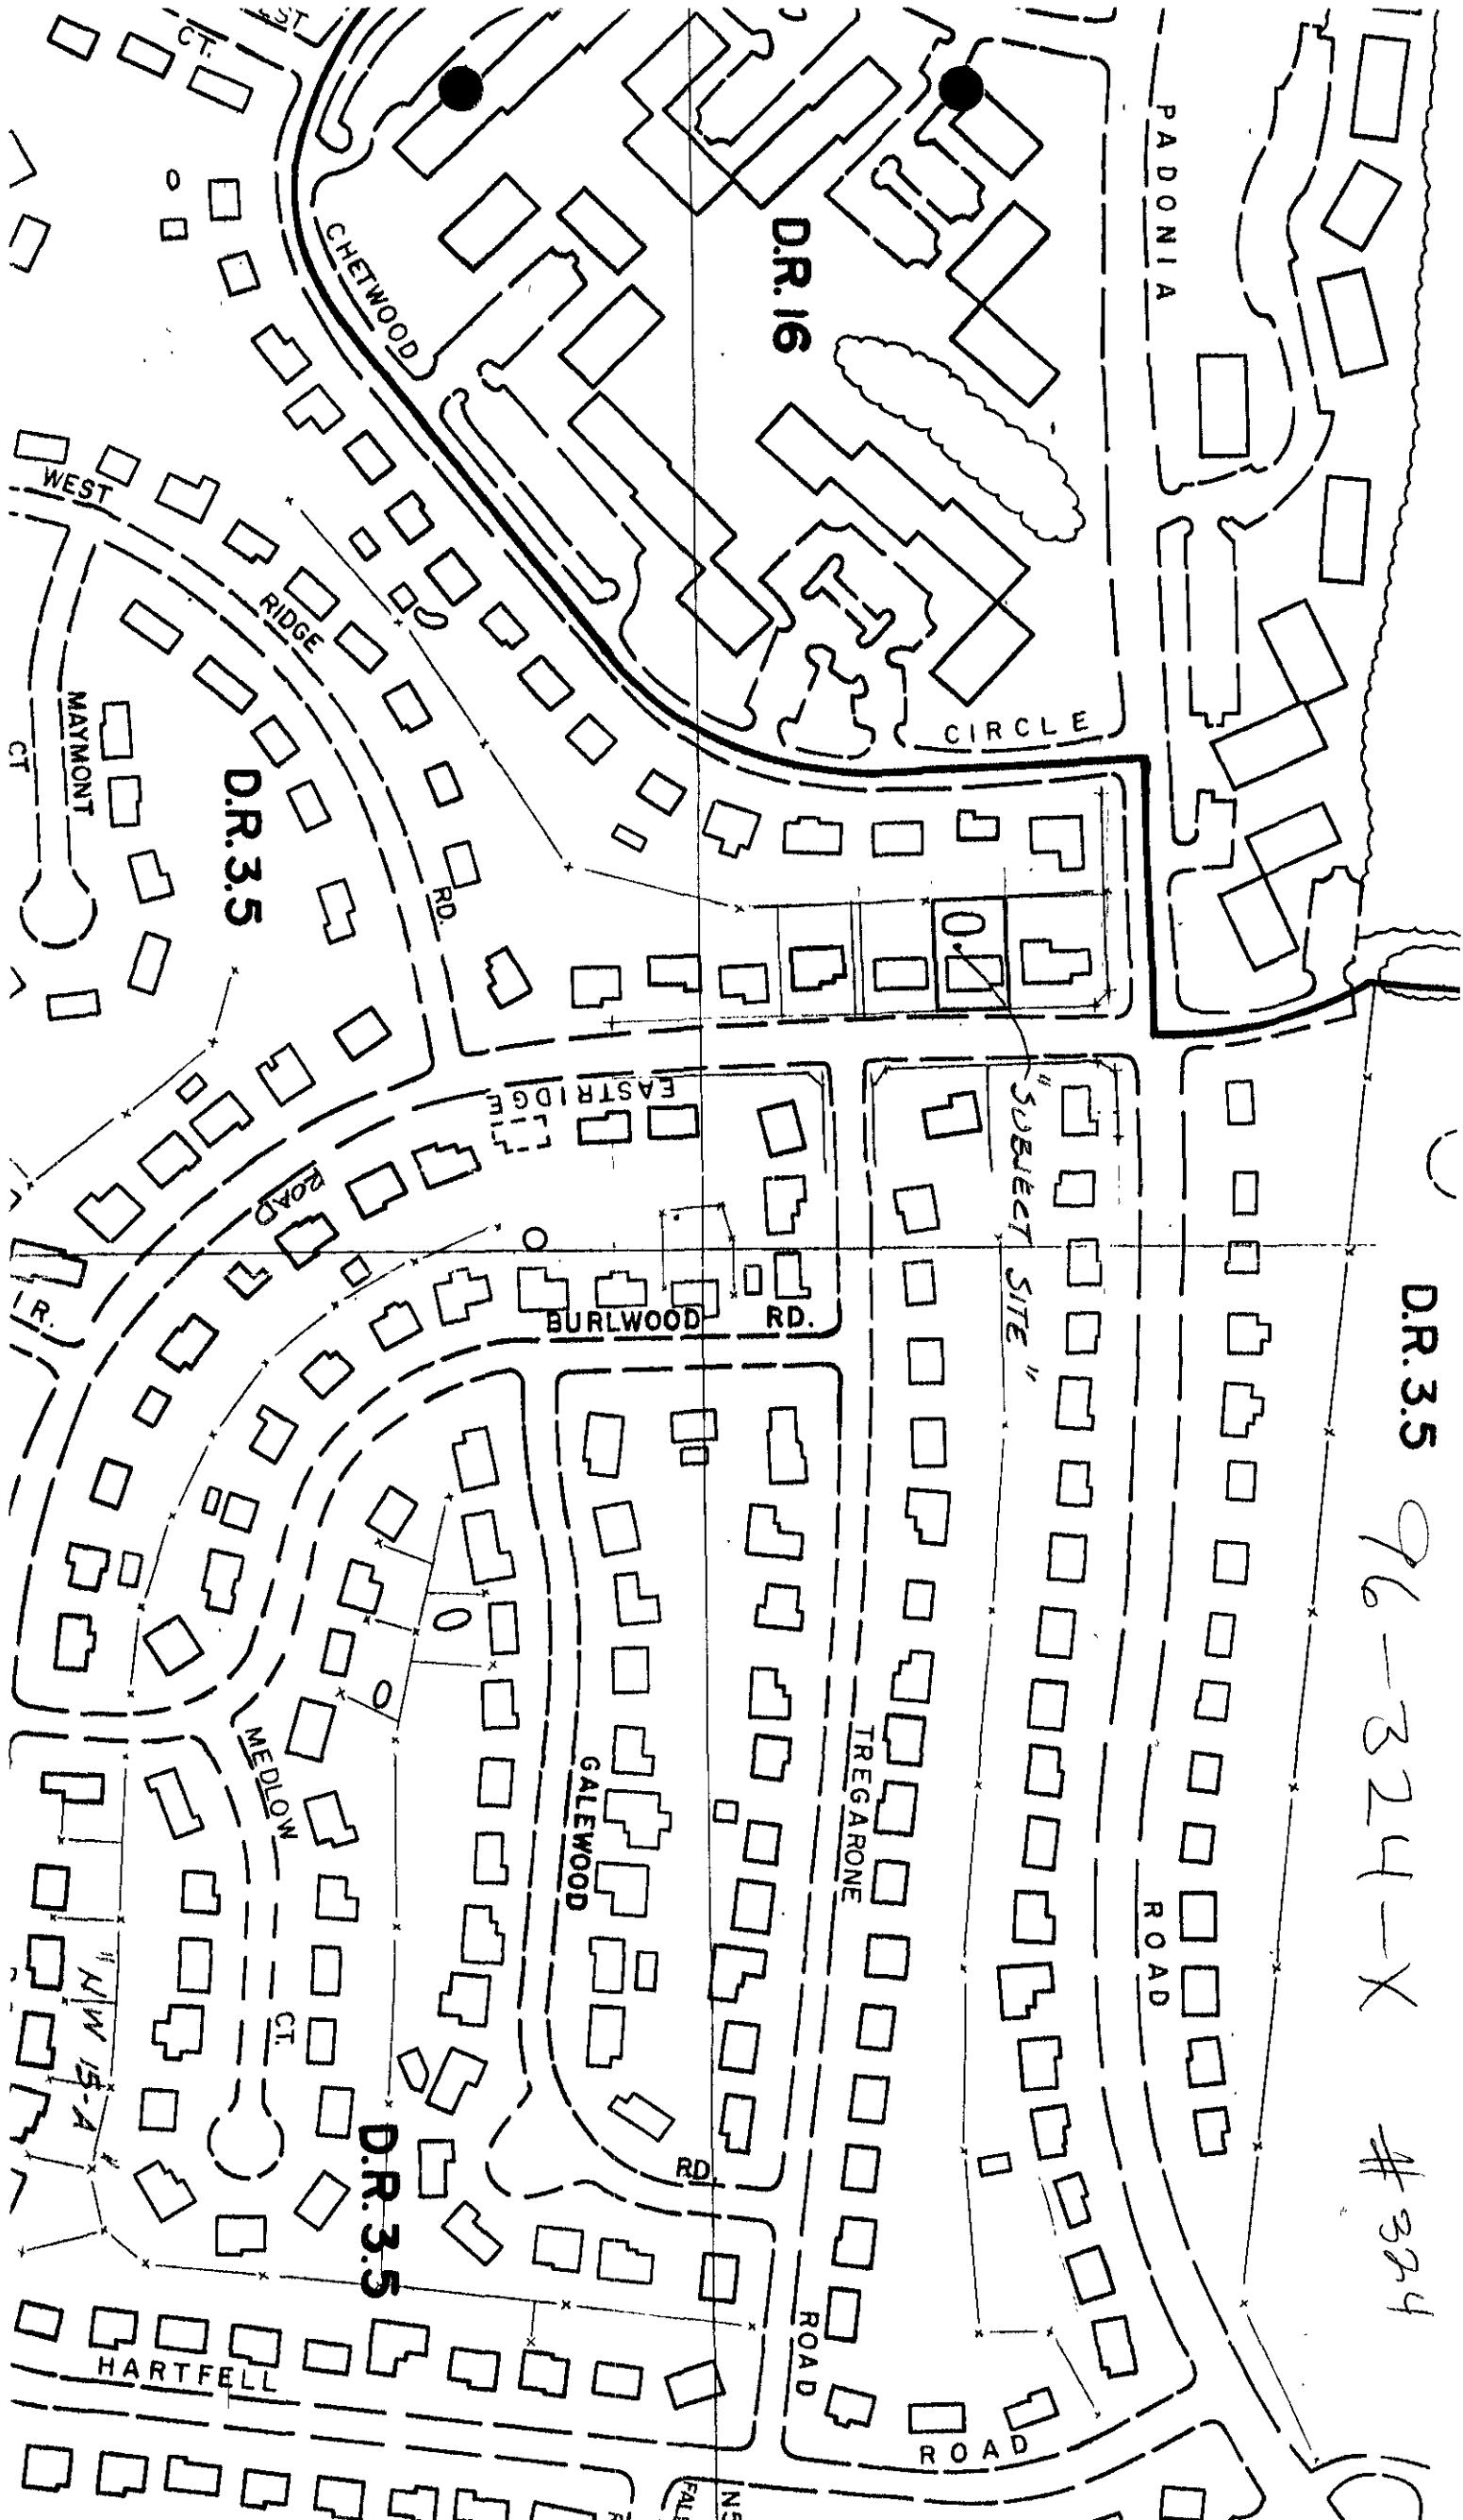 CT.
PADONIA
D.R. 16
CHETWOOD
WEST
RIDGE
RD.
MAYMONT
CT
D.R. 3.5
CIRCLE
EASTRIDGE
ROAD
"SUBJECT SITE"
D.R. 3.5
96-324-X #324
BURLWOOD RD.
IR.
MEDLOW
CT.
GALEWOOD
RD.
TREGARONE
ROAD
ROAD
"NW 15-A"
D.R. 3.5
HARTFELL
ROAD